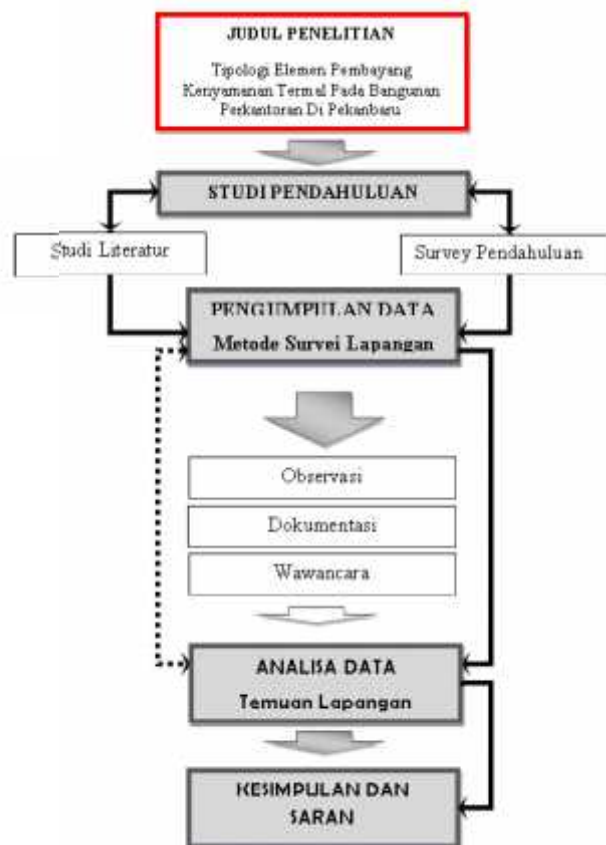 JUDUL PENELITIAN
Tipologi Elemen Pembayang
Kenyamanan Termal Pada Bangunan
Perkantoran Di Pekanbaru
STUDI PENDAHULUAN
Studi Literatur
Survey Pendahuluan
PENGUMPULAN DATA
Metode Survei Lapangan
Observasi
Dokumentasi
Wawancara
ANALISA DATA
Temuan Lapangan
KESIMPULAN DAN
SARAN